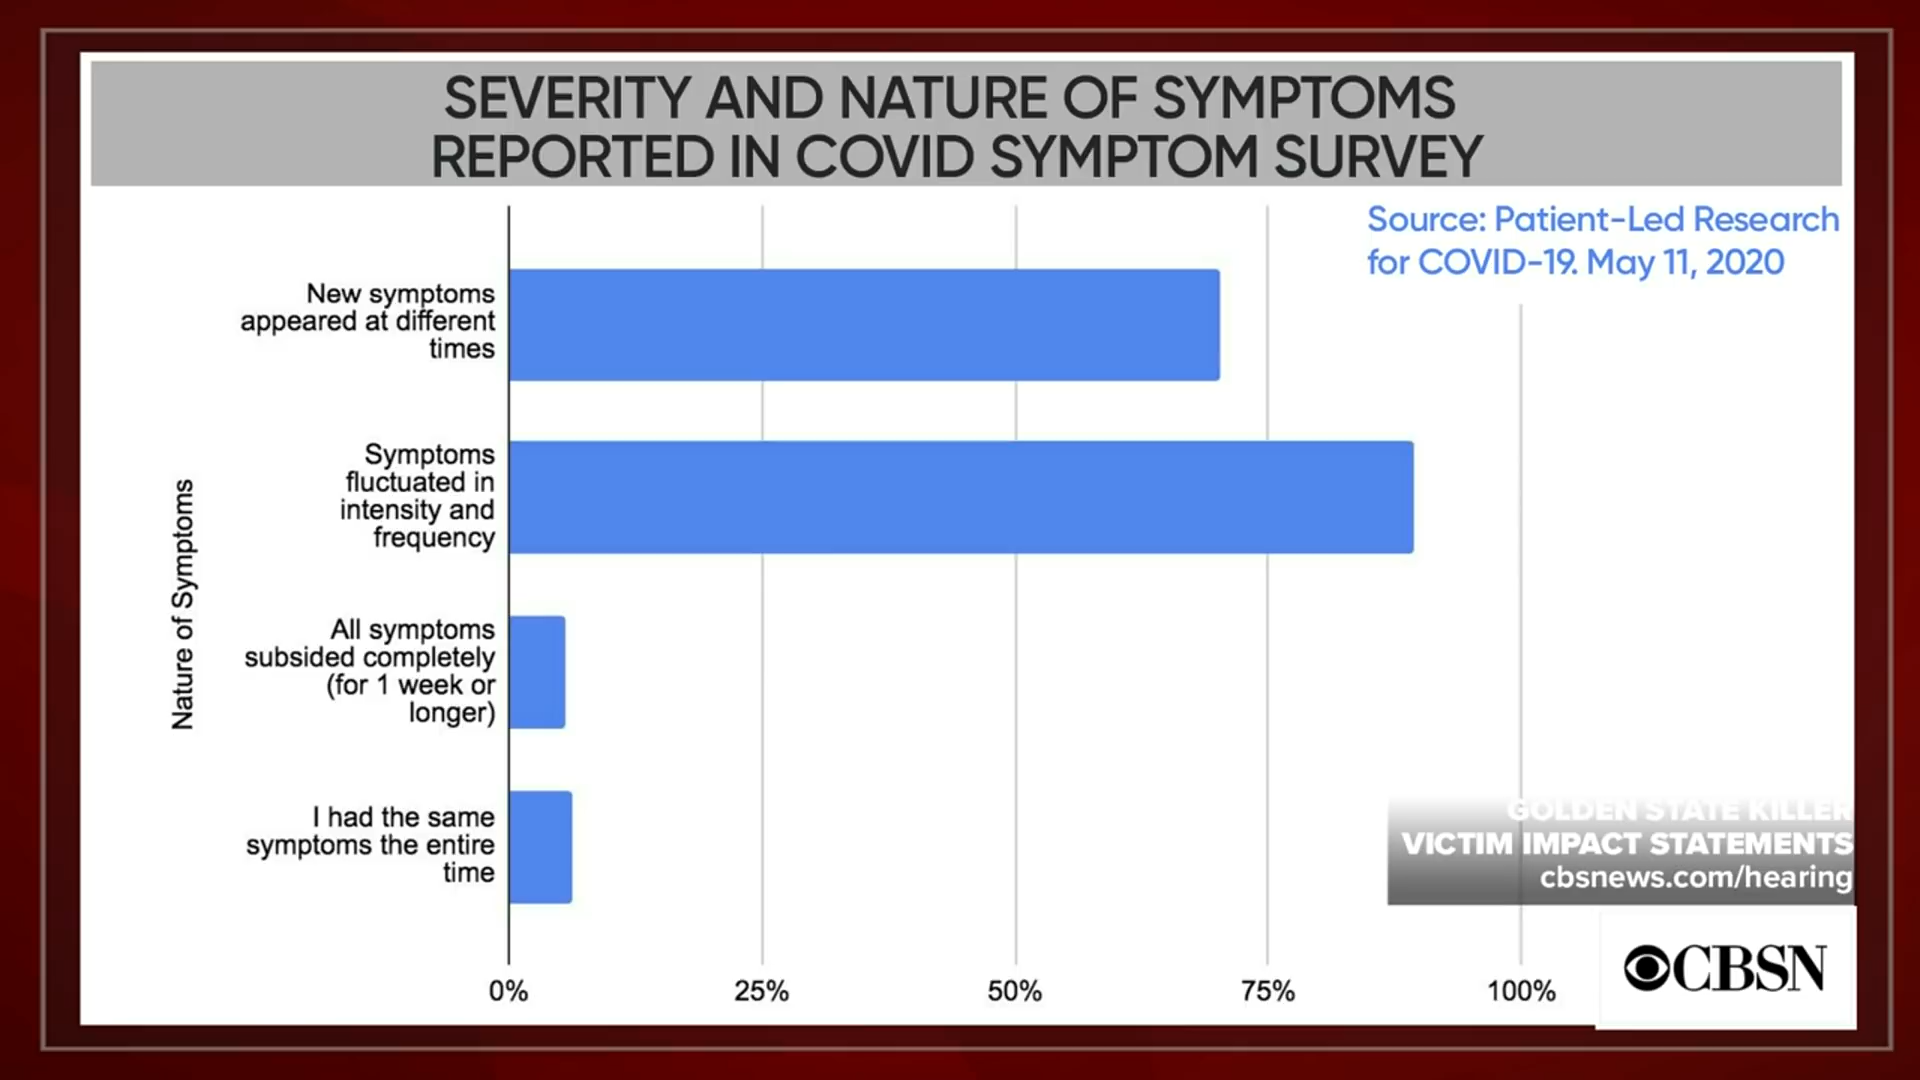 SEVERITY AND NATURE OF SYMPTOMS
REPORTED IN COVID SYMPTOM SURVEY
Source: Patient-Led Research
for COVID-19. May 11, 2020
Nature of Symptoms
New symptoms
appeared at different
times
Symptoms
fluctuated in
intensity and
frequency
All symptoms
subsided completely
(for 1 week or
longer)
I had the same
symptoms the entire
time
0%
25%
50%
75%
100%
GOLDEN STATE KILLER
VICTIM IMPACT STATEMENTS
cbsnews.com/hearing
CBSN